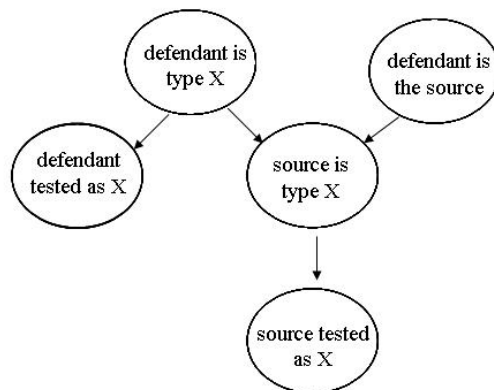 defendant is
type X
defendant is
the source
defendant
tested as X
source is
type X
source tested
as X